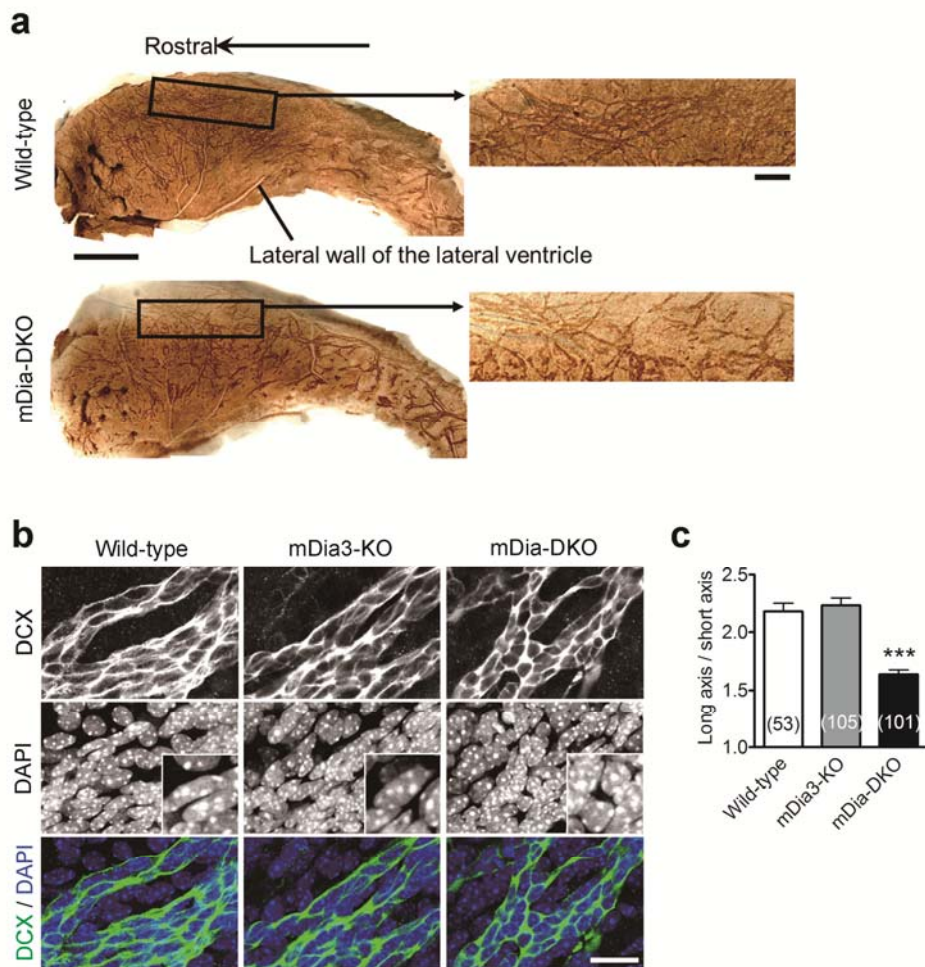 a
Rostral
Wild-type
Lateral wall of the lateral ventricle
mDia-DKO
b
Wild-type
mDia3-KO
mDia-DKO
DCX
DAPI
DCX / DAPI
c
Long axis / short axis
2.5
2.0
1.5
1.0
***
(53)
(105)
(101)
Wild-type
mDia3-KO
mDia-DKO